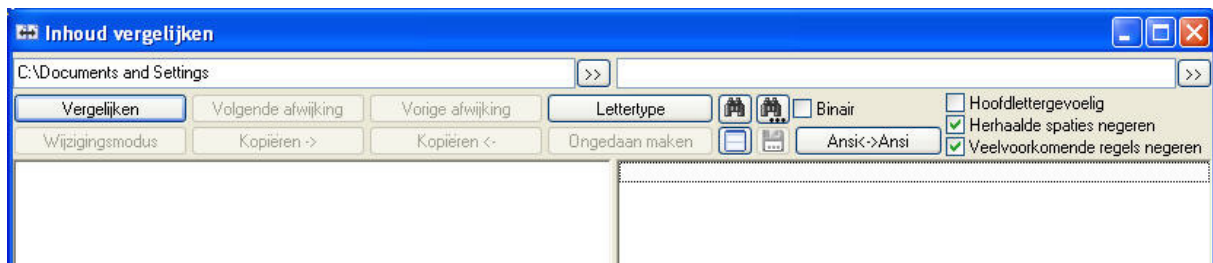 Inhoud vergelijken
C:\Documents and Settings >> >>
Vergelijken Volgende afwijking Vorige afwijking Lettertype Binair Hoofdlettergevoelig
Herhaalde spaties negeren
Wijzigingsmodus Kopiëren -> Kopiëren <- Ongedaan maken Ansi<->Ansi Veelvoorkomende regels negeren